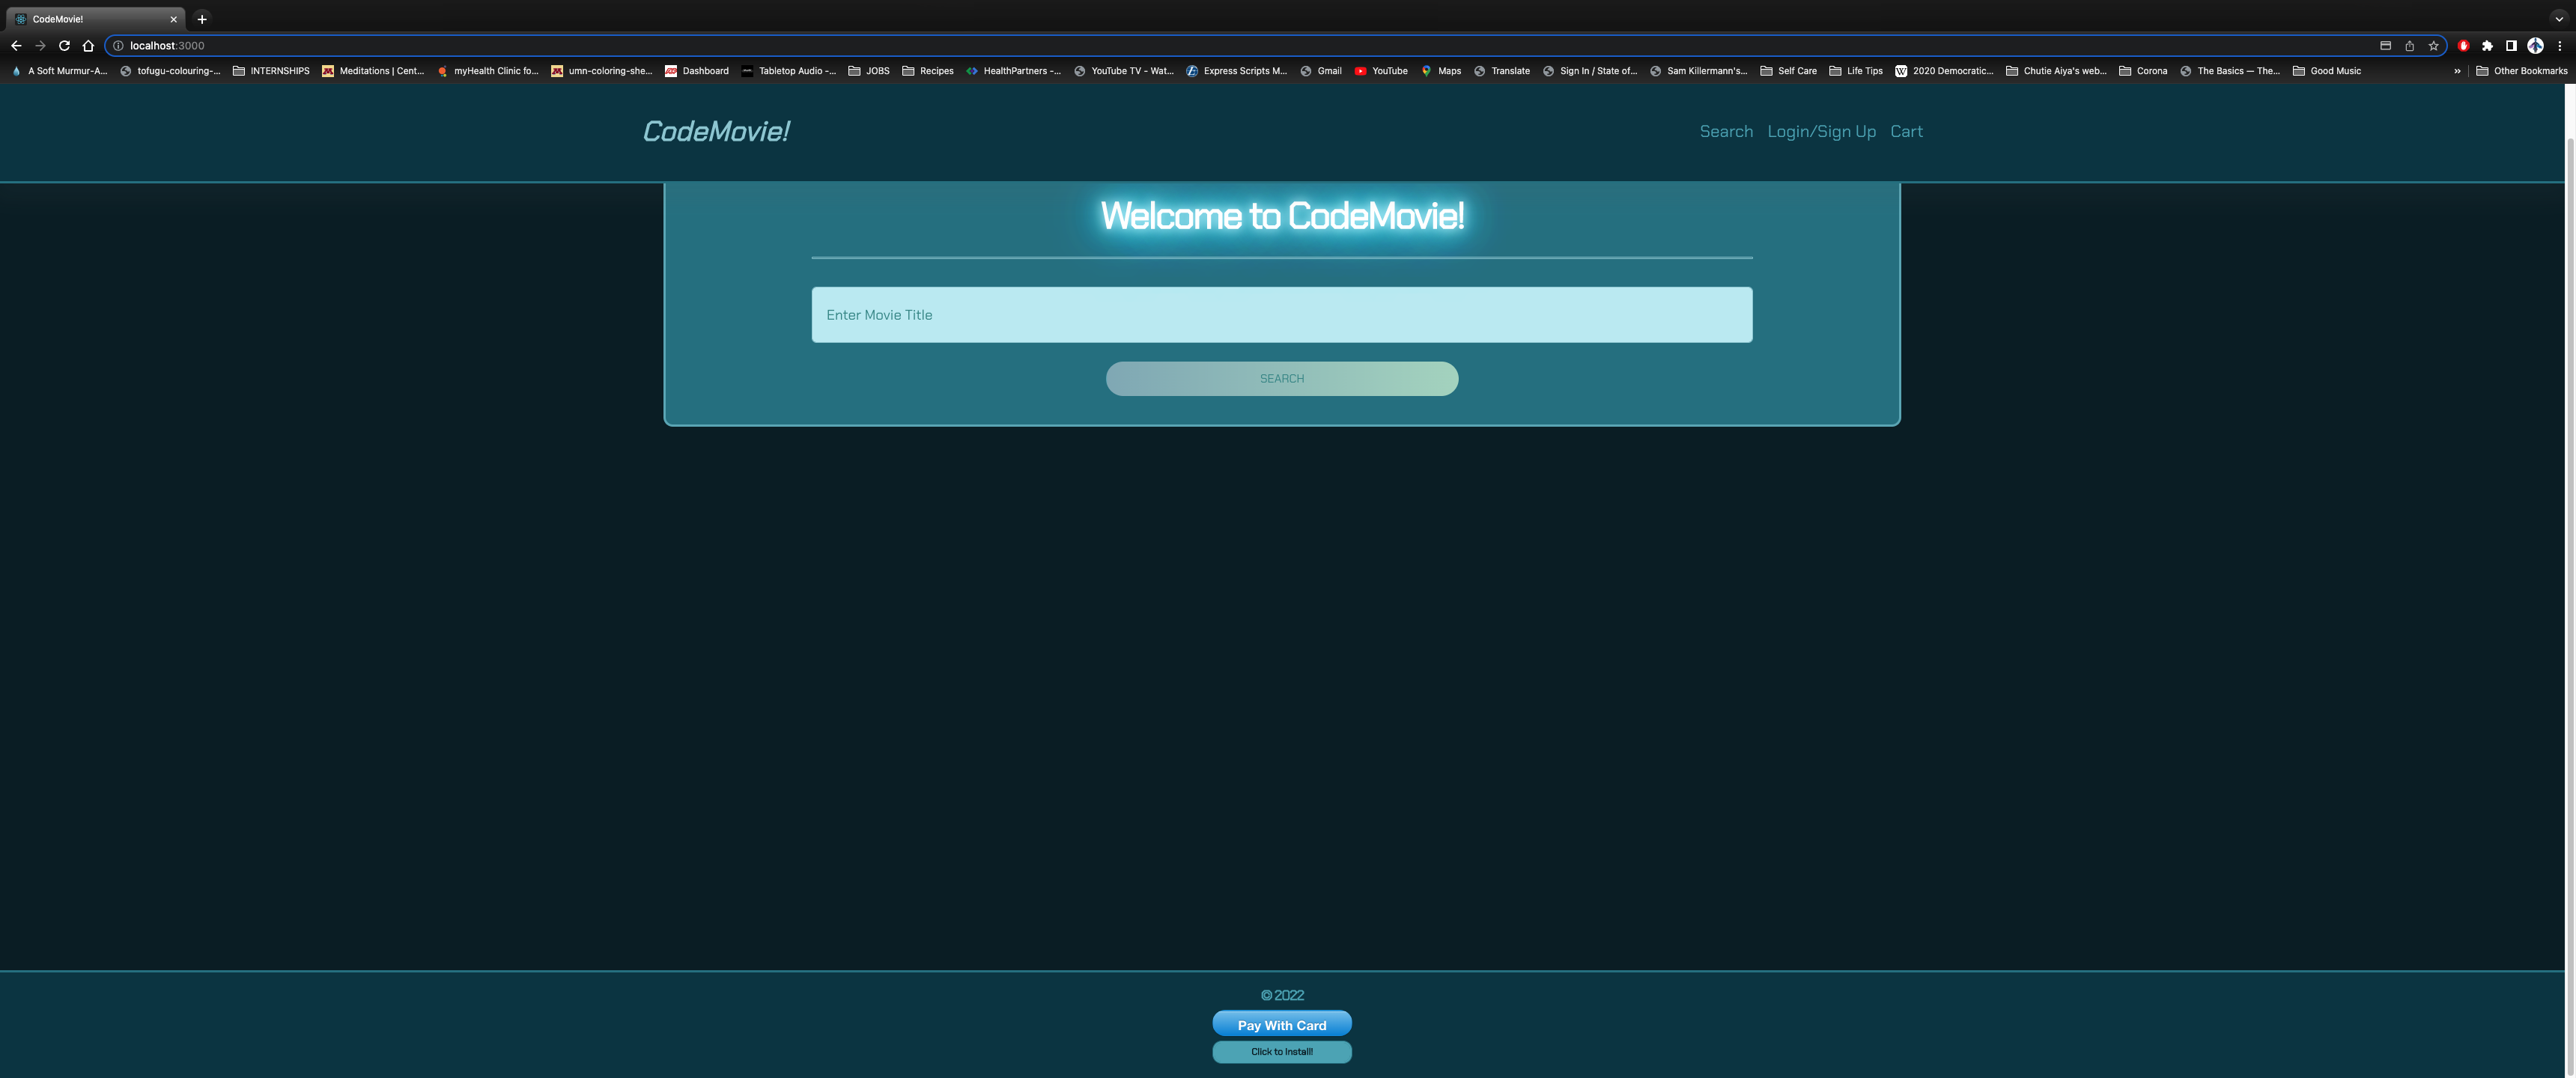 CodeMovie!
localhost:3000
A Soft Murmur-A... tofugu-colouring-... INTERNSHIPS Meditations | Cent... myHealth Clinic fo... umn-coloring-she... Dashboard Tabletop Audio -... JOBS Recipes HealthPartners -... YouTube TV - Wat... Express Scripts M... Gmail YouTube Maps Translate Sign In / State of... Sam Killermann's... Self Care Life Tips 2020 Democratic... Chutie Aiya's web... Corona The Basics — The... Good Music » Other Bookmarks
CodeMovie! Search Login/Sign Up Cart
Welcome to CodeMovie!
Enter Movie Title
SEARCH
© 2022
Pay With Card
Click to Install!